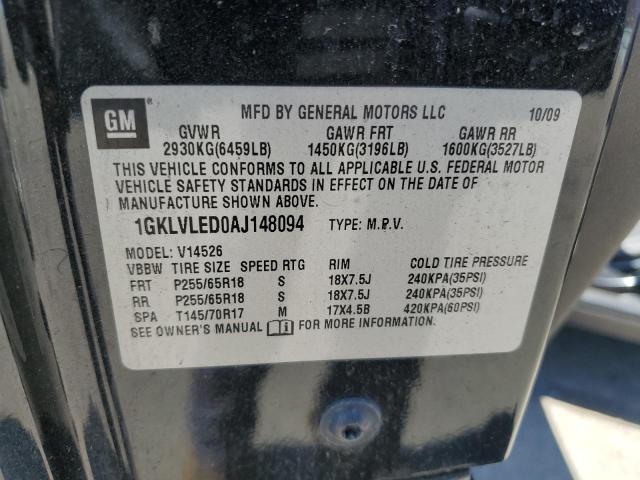 GM ® MFD BY GENERAL MOTORS LLC 10/09
GVWR GAWR FRT GAWR RR
2930KG(6459LB) 1450KG(3196LB) 1600KG(3527LB)
THIS VEHICLE CONFORMS TO ALL APPLICABLE U.S. FEDERAL MOTOR
VEHICLE SAFETY STANDARDS IN EFFECT ON THE DATE OF
MANUFACTURE SHOWN ABOVE.
1GKLVLED0AJ148094 TYPE: M.P.V.
MODEL: V14526
VBBW TIRE SIZE SPEED RTG RIM COLD TIRE PRESSURE
FRT P255/65R18 S 18X7.5J 240KPA(35PSI)
RR P255/65R18 S 18X7.5J 240KPA(35PSI)
SPA T145/70R17 M 17X4.5B 420KPA(60PSI)
SEE OWNER'S MANUAL FOR MORE INFORMATION.